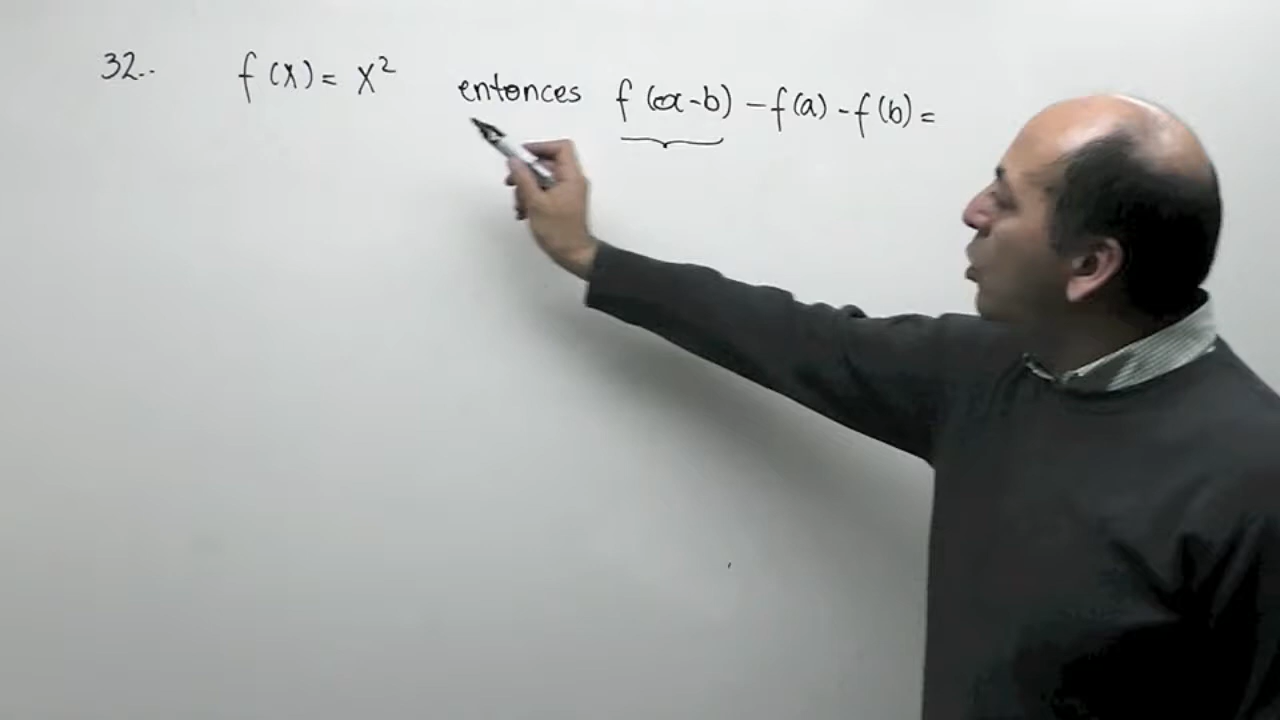 32.. f(x) = x² entonces f(a-b) - f(a) - f(b) =